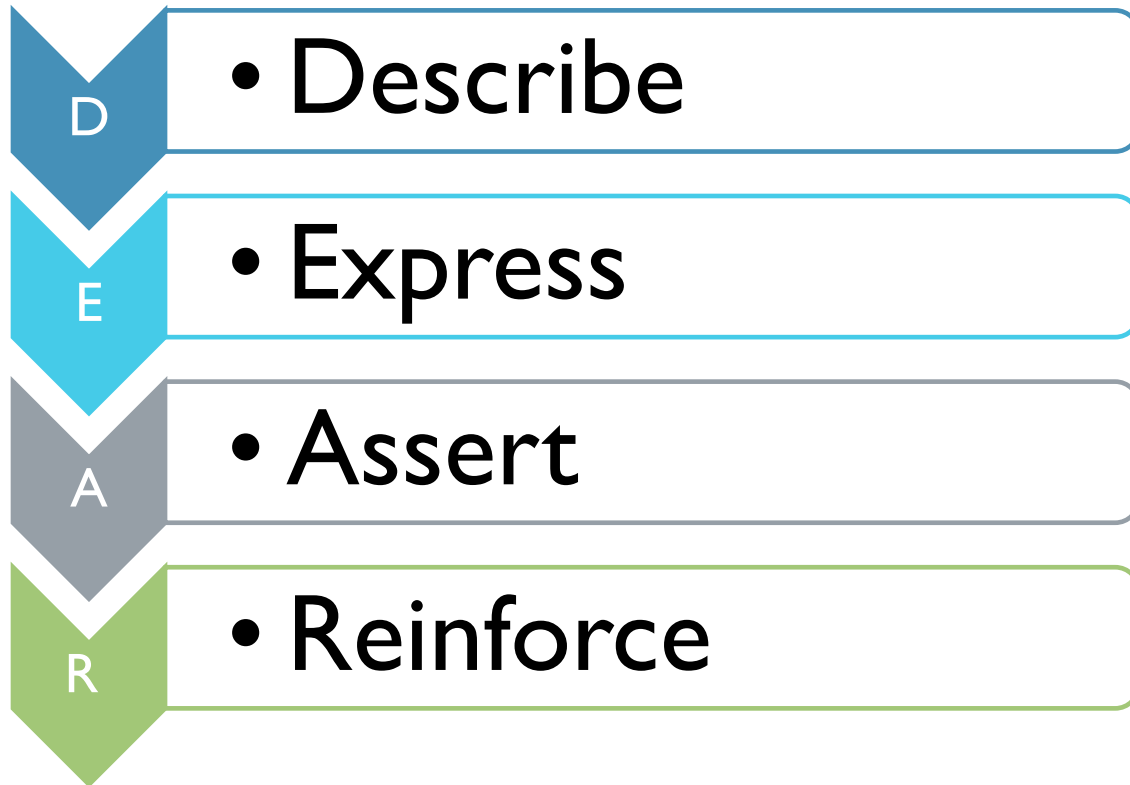 D
• Describe
E
• Express
A
• Assert
R
• Reinforce